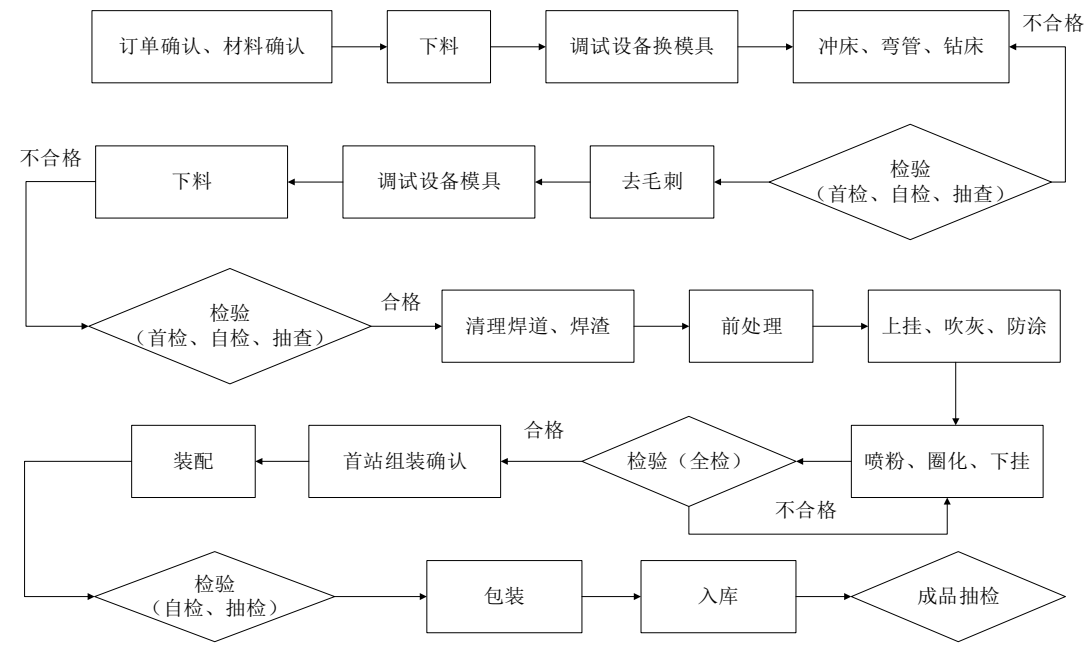 订单确认、材料确认
下料
调试设备换模具
冲床、弯管、钻床
不合格
不合格
下料
调试设备模具
去毛刺
检验
（首检、自检、抽查）
检验
（首检、自检、抽查）
合格
清理焊道、焊渣
前处理
上挂、吹灰、防涂
装配
首站组装确认
合格
检验（全检）
不合格
喷粉、圈化、下挂
检验
（自检、抽检）
包装
入库
成品抽检